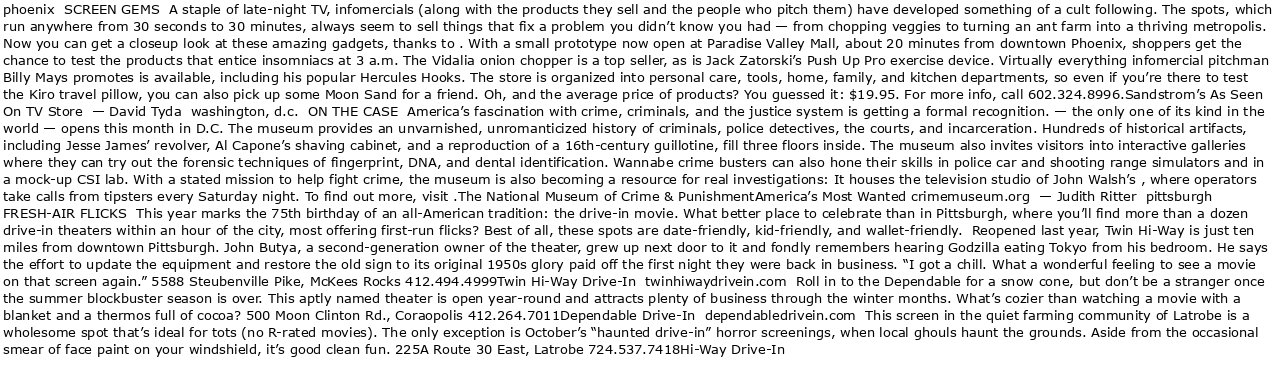 phoenix  SCREEN GEMS  A staple of late-night TV, infomercials (along with the products they sell and the people who pitch them) have developed something of a cult following. The spots, which
run anywhere from 30 seconds to 30 minutes, always seem to sell things that fix a problem you didn’t know you had — from chopping veggies to turning an ant farm into a thriving metropolis.
Now you can get a closeup look at these amazing gadgets, thanks to . With a small prototype now open at Paradise Valley Mall, about 20 minutes from downtown Phoenix, shoppers get the
chance to test the products that entice insomniacs at 3 a.m. The Vidalia onion chopper is a top seller, as is Jack Zatorski’s Push Up Pro exercise device. Virtually everything infomercial pitchman
Billy Mays promotes is available, including his popular Hercules Hooks. The store is organized into personal care, tools, home, family, and kitchen departments, so even if you’re there to test
the Kiro travel pillow, you can also pick up some Moon Sand for a friend. Oh, and the average price of products? You guessed it: $19.95. For more info, call 602.324.8996.Sandstrom’s As Seen
On TV Store  — David Tyda  washington, d.c.  ON THE CASE  America’s fascination with crime, criminals, and the justice system is getting a formal recognition. — the only one of its kind in the
world — opens this month in D.C. The museum provides an unvarnished, unromanticized history of criminals, police detectives, the courts, and incarceration. Hundreds of historical artifacts,
including Jesse James’ revolver, Al Capone’s shaving cabinet, and a reproduction of a 16th-century guillotine, fill three floors inside. The museum also invites visitors into interactive galleries
where they can try out the forensic techniques of fingerprint, DNA, and dental identification. Wannabe crime busters can also hone their skills in police car and shooting range simulators and in
a mock-up CSI lab. With a stated mission to help fight crime, the museum is also becoming a resource for real investigations: It houses the television studio of John Walsh’s , where operators
take calls from tipsters every Saturday night. To find out more, visit .The National Museum of Crime & PunishmentAmerica’s Most Wanted crimemuseum.org  — Judith Ritter  pittsburgh
FRESH-AIR FLICKS  This year marks the 75th birthday of an all-American tradition: the drive-in movie. What better place to celebrate than in Pittsburgh, where you’ll find more than a dozen
drive-in theaters within an hour of the city, most offering first-run flicks? Best of all, these spots are date-friendly, kid-friendly, and wallet-friendly.  Reopened last year, Twin Hi-Way is just ten
miles from downtown Pittsburgh. John Butya, a second-generation owner of the theater, grew up next door to it and fondly remembers hearing Godzilla eating Tokyo from his bedroom. He says
the effort to update the equipment and restore the old sign to its original 1950s glory paid off the first night they were back in business. “I got a chill. What a wonderful feeling to see a movie
on that screen again.” 5588 Steubenville Pike, McKees Rocks 412.494.4999Twin Hi-Way Drive-In  twinhiwaydrivein.com  Roll in to the Dependable for a snow cone, but don’t be a stranger once
the summer blockbuster season is over. This aptly named theater is open year-round and attracts plenty of business through the winter months. What’s cozier than watching a movie with a
blanket and a thermos full of cocoa? 500 Moon Clinton Rd., Coraopolis 412.264.7011Dependable Drive-In  dependabledrivein.com  This screen in the quiet farming community of Latrobe is a
wholesome spot that’s ideal for tots (no R-rated movies). The only exception is October’s “haunted drive-in” horror screenings, when local ghouls haunt the grounds. Aside from the occasional
smear of face paint on your windshield, it’s good clean fun. 225A Route 30 East, Latrobe 724.537.7418Hi-Way Drive-In